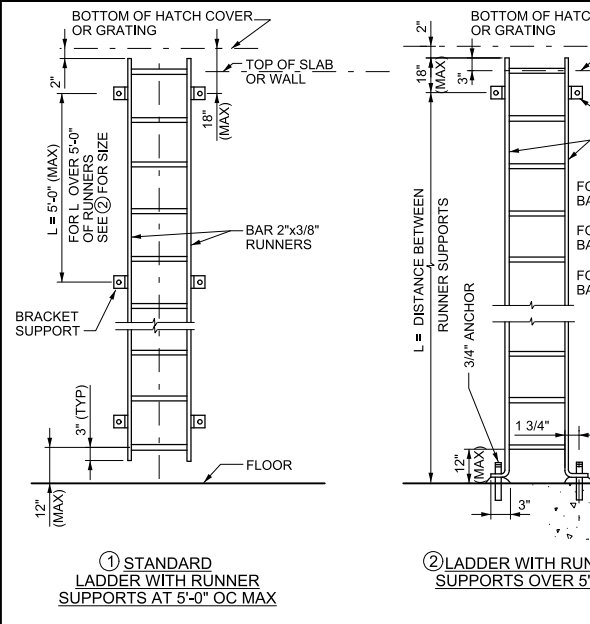 BOTTOM OF HATCH COVER
OR GRATING
TOP OF SLAB
OR WALL
2"
18"
(MAX)
L = 5'-0" (MAX)
FOR L OVER 5'-0"
OF RUNNERS
SEE ② FOR SIZE
BAR 2"x3/8"
RUNNERS
BRACKET
SUPPORT
3" (TYP)
12"
(MAX)
FLOOR
① STANDARD
LADDER WITH RUNNER
SUPPORTS AT 5'-0" OC MAX
BOTTOM OF HATC
OR GRATING
2"
18"
(MAX)
3"
L = DISTANCE BETWEEN
RUNNER SUPPORTS
3/4" ANCHOR
FO
BA
FO
BA
FO
BA
1 3/4"
12"
(MAX)
3"
② LADDER WITH RUN
SUPPORTS OVER 5'